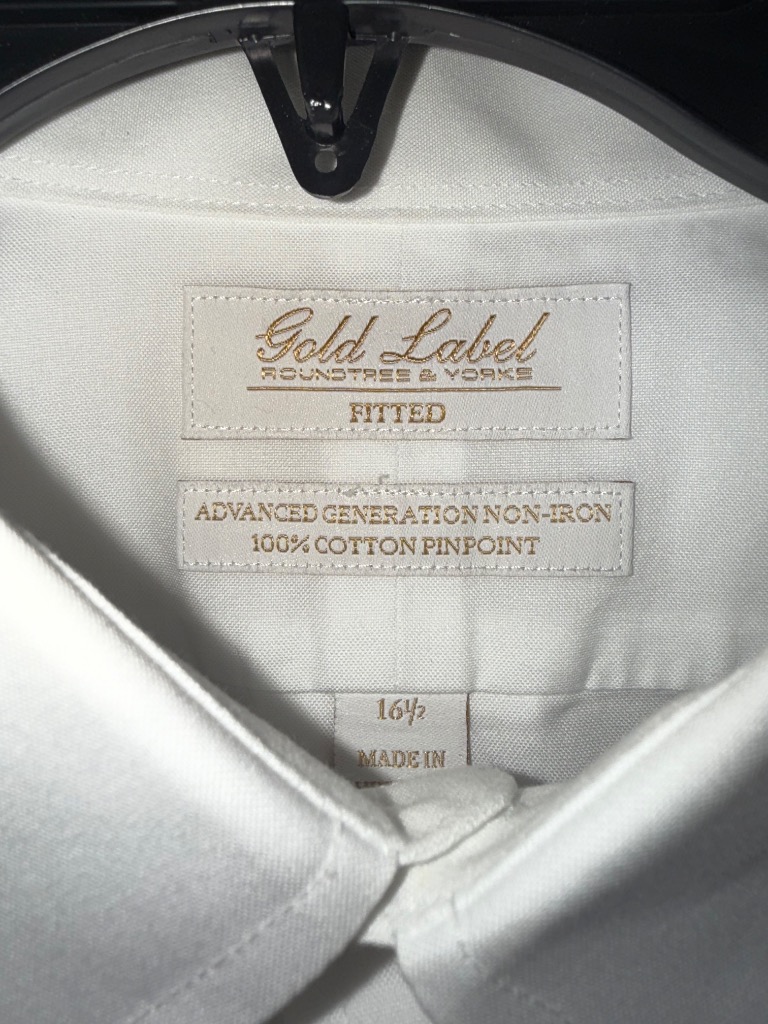 Gold Label
ROUNDTREE & YORKE
FITTED
ADVANCED GENERATION NON-IRON
100% COTTON PINPOINT
16½
MADE IN